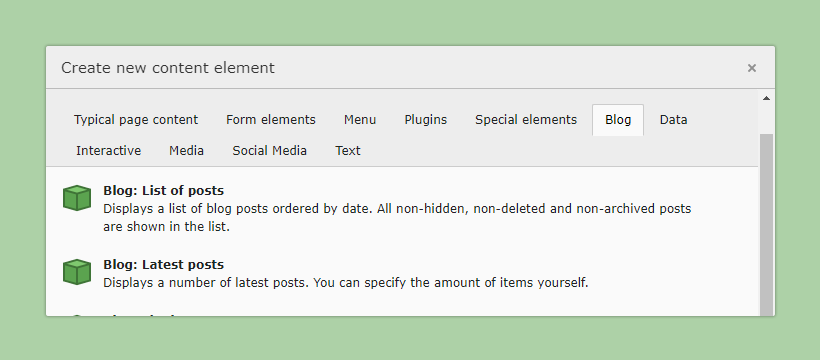 Create new content element ×
Typical page content Form elements Menu Plugins Special elements Blog Data
Interactive Media Social Media Text
Blog: List of posts
Displays a list of blog posts ordered by date. All non-hidden, non-deleted and non-archived posts
are shown in the list.
Blog: Latest posts
Displays a number of latest posts. You can specify the amount of items yourself.